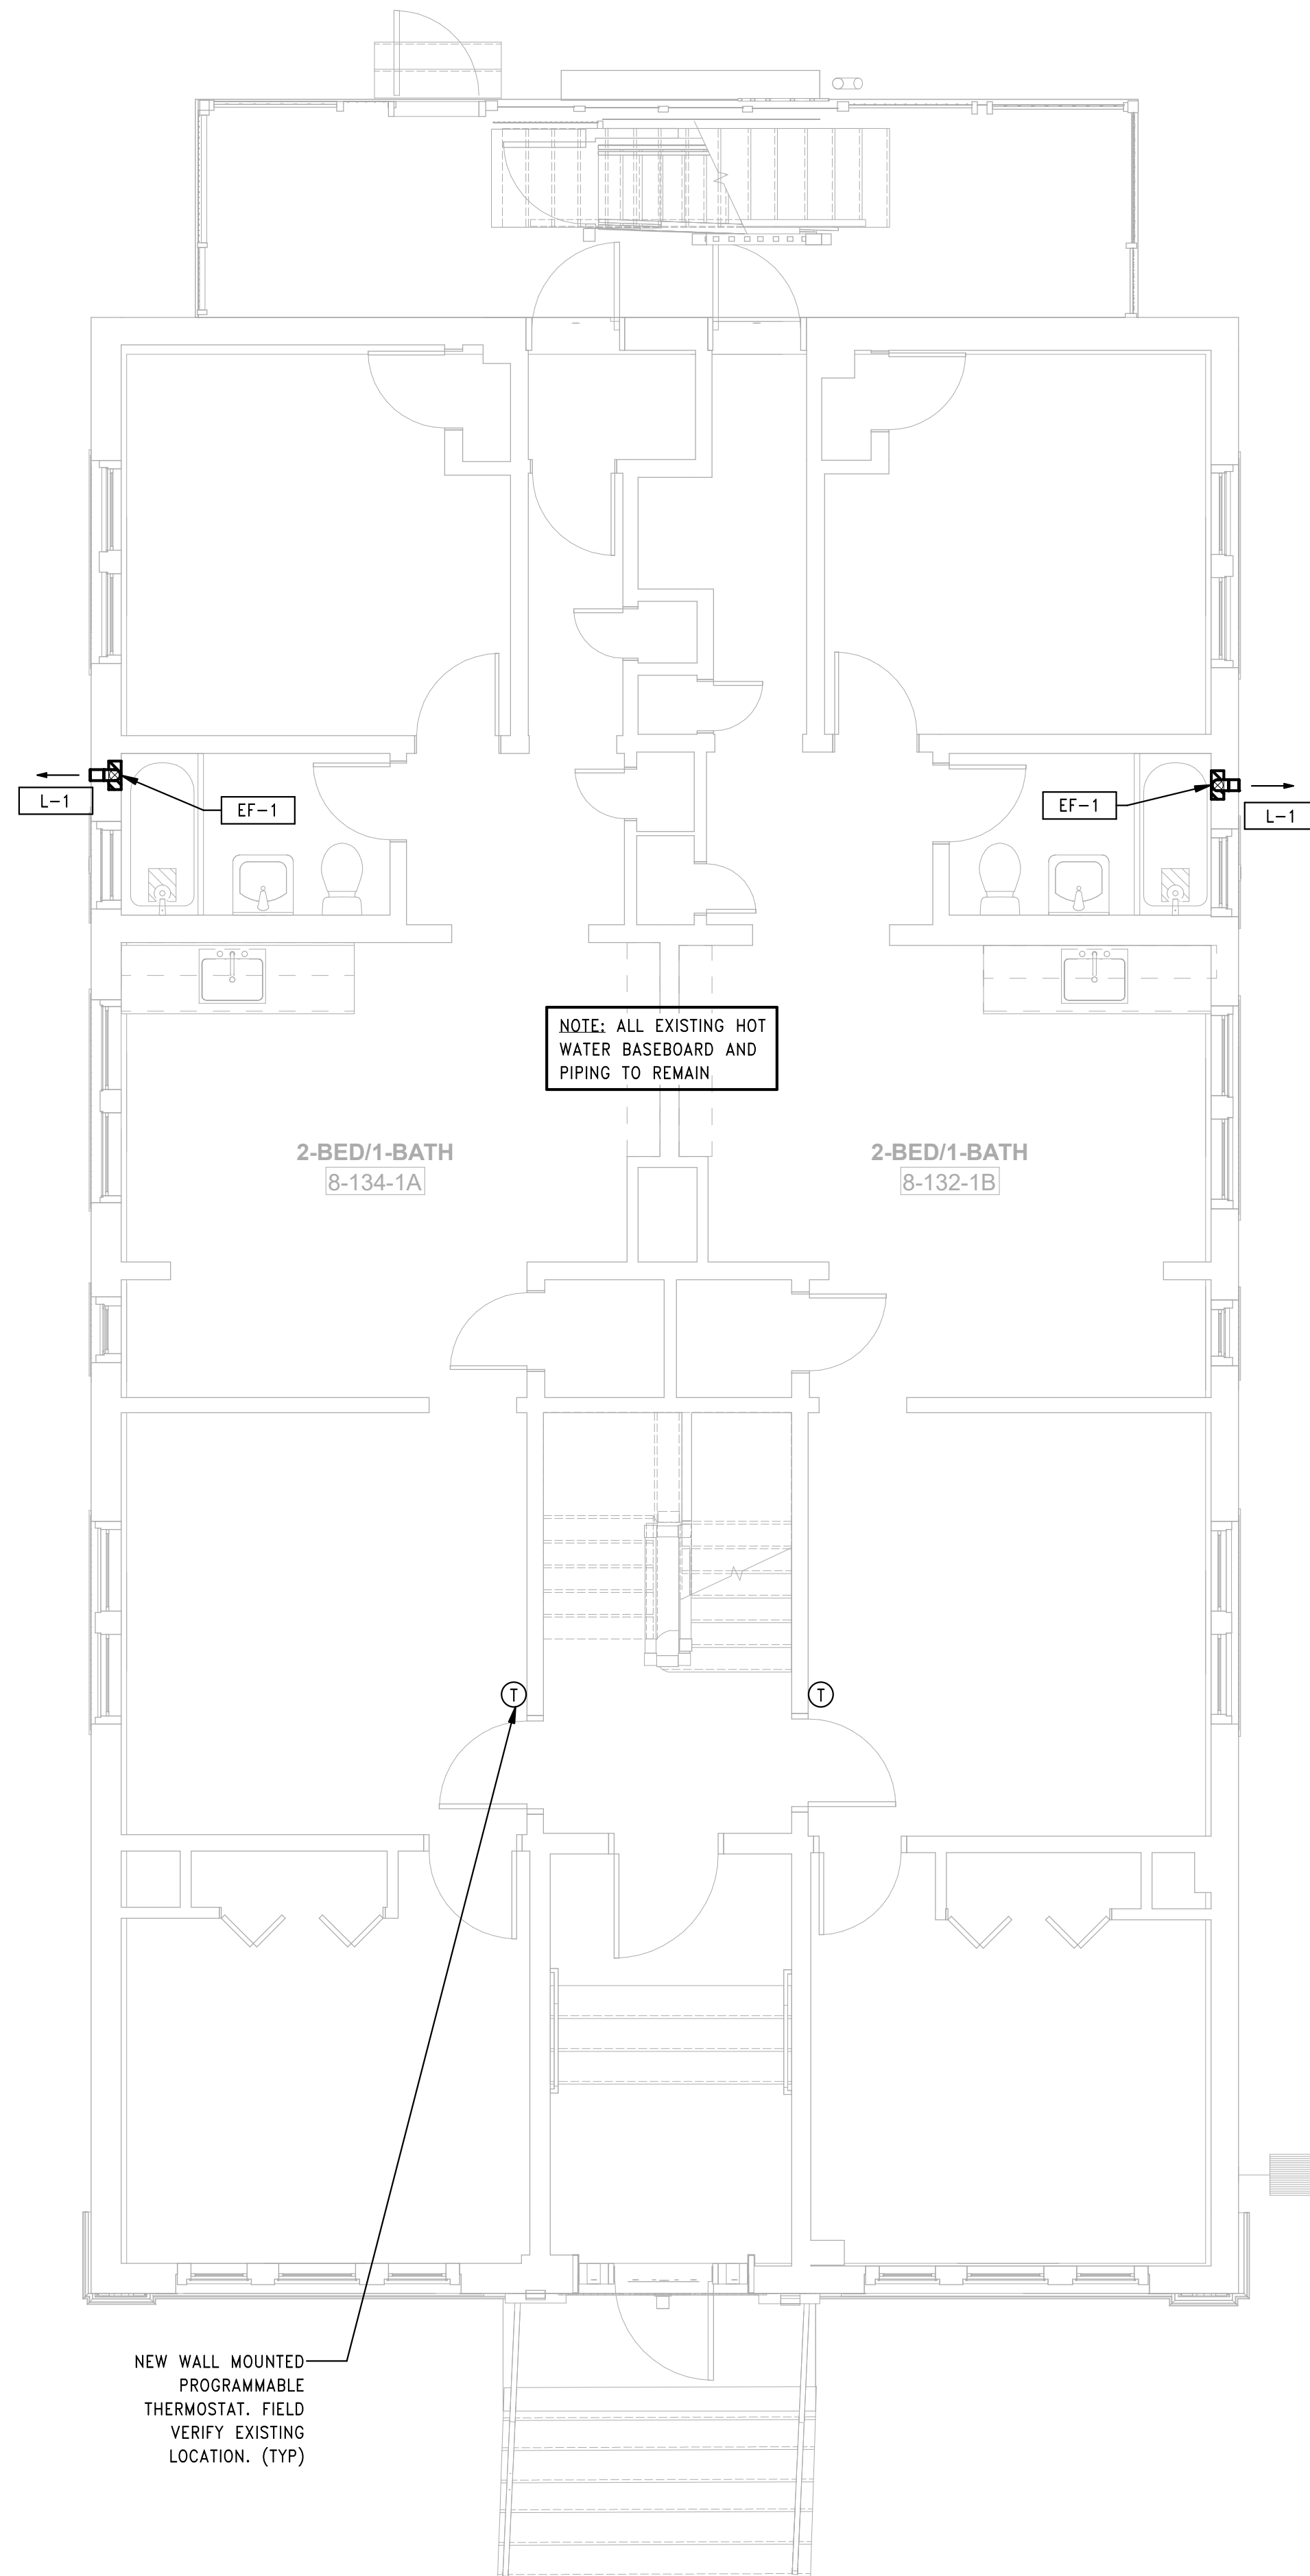 L-1
EF-1
EF-1
L-1
NOTE: ALL EXISTING HOT
WATER BASEBOARD AND
PIPING TO REMAIN
2-BED/1-BATH
8-134-1A
2-BED/1-BATH
8-132-1B
T
T
NEW WALL MOUNTED
PROGRAMMABLE
THERMOSTAT. FIELD
VERIFY EXISTING
LOCATION. (TYP)